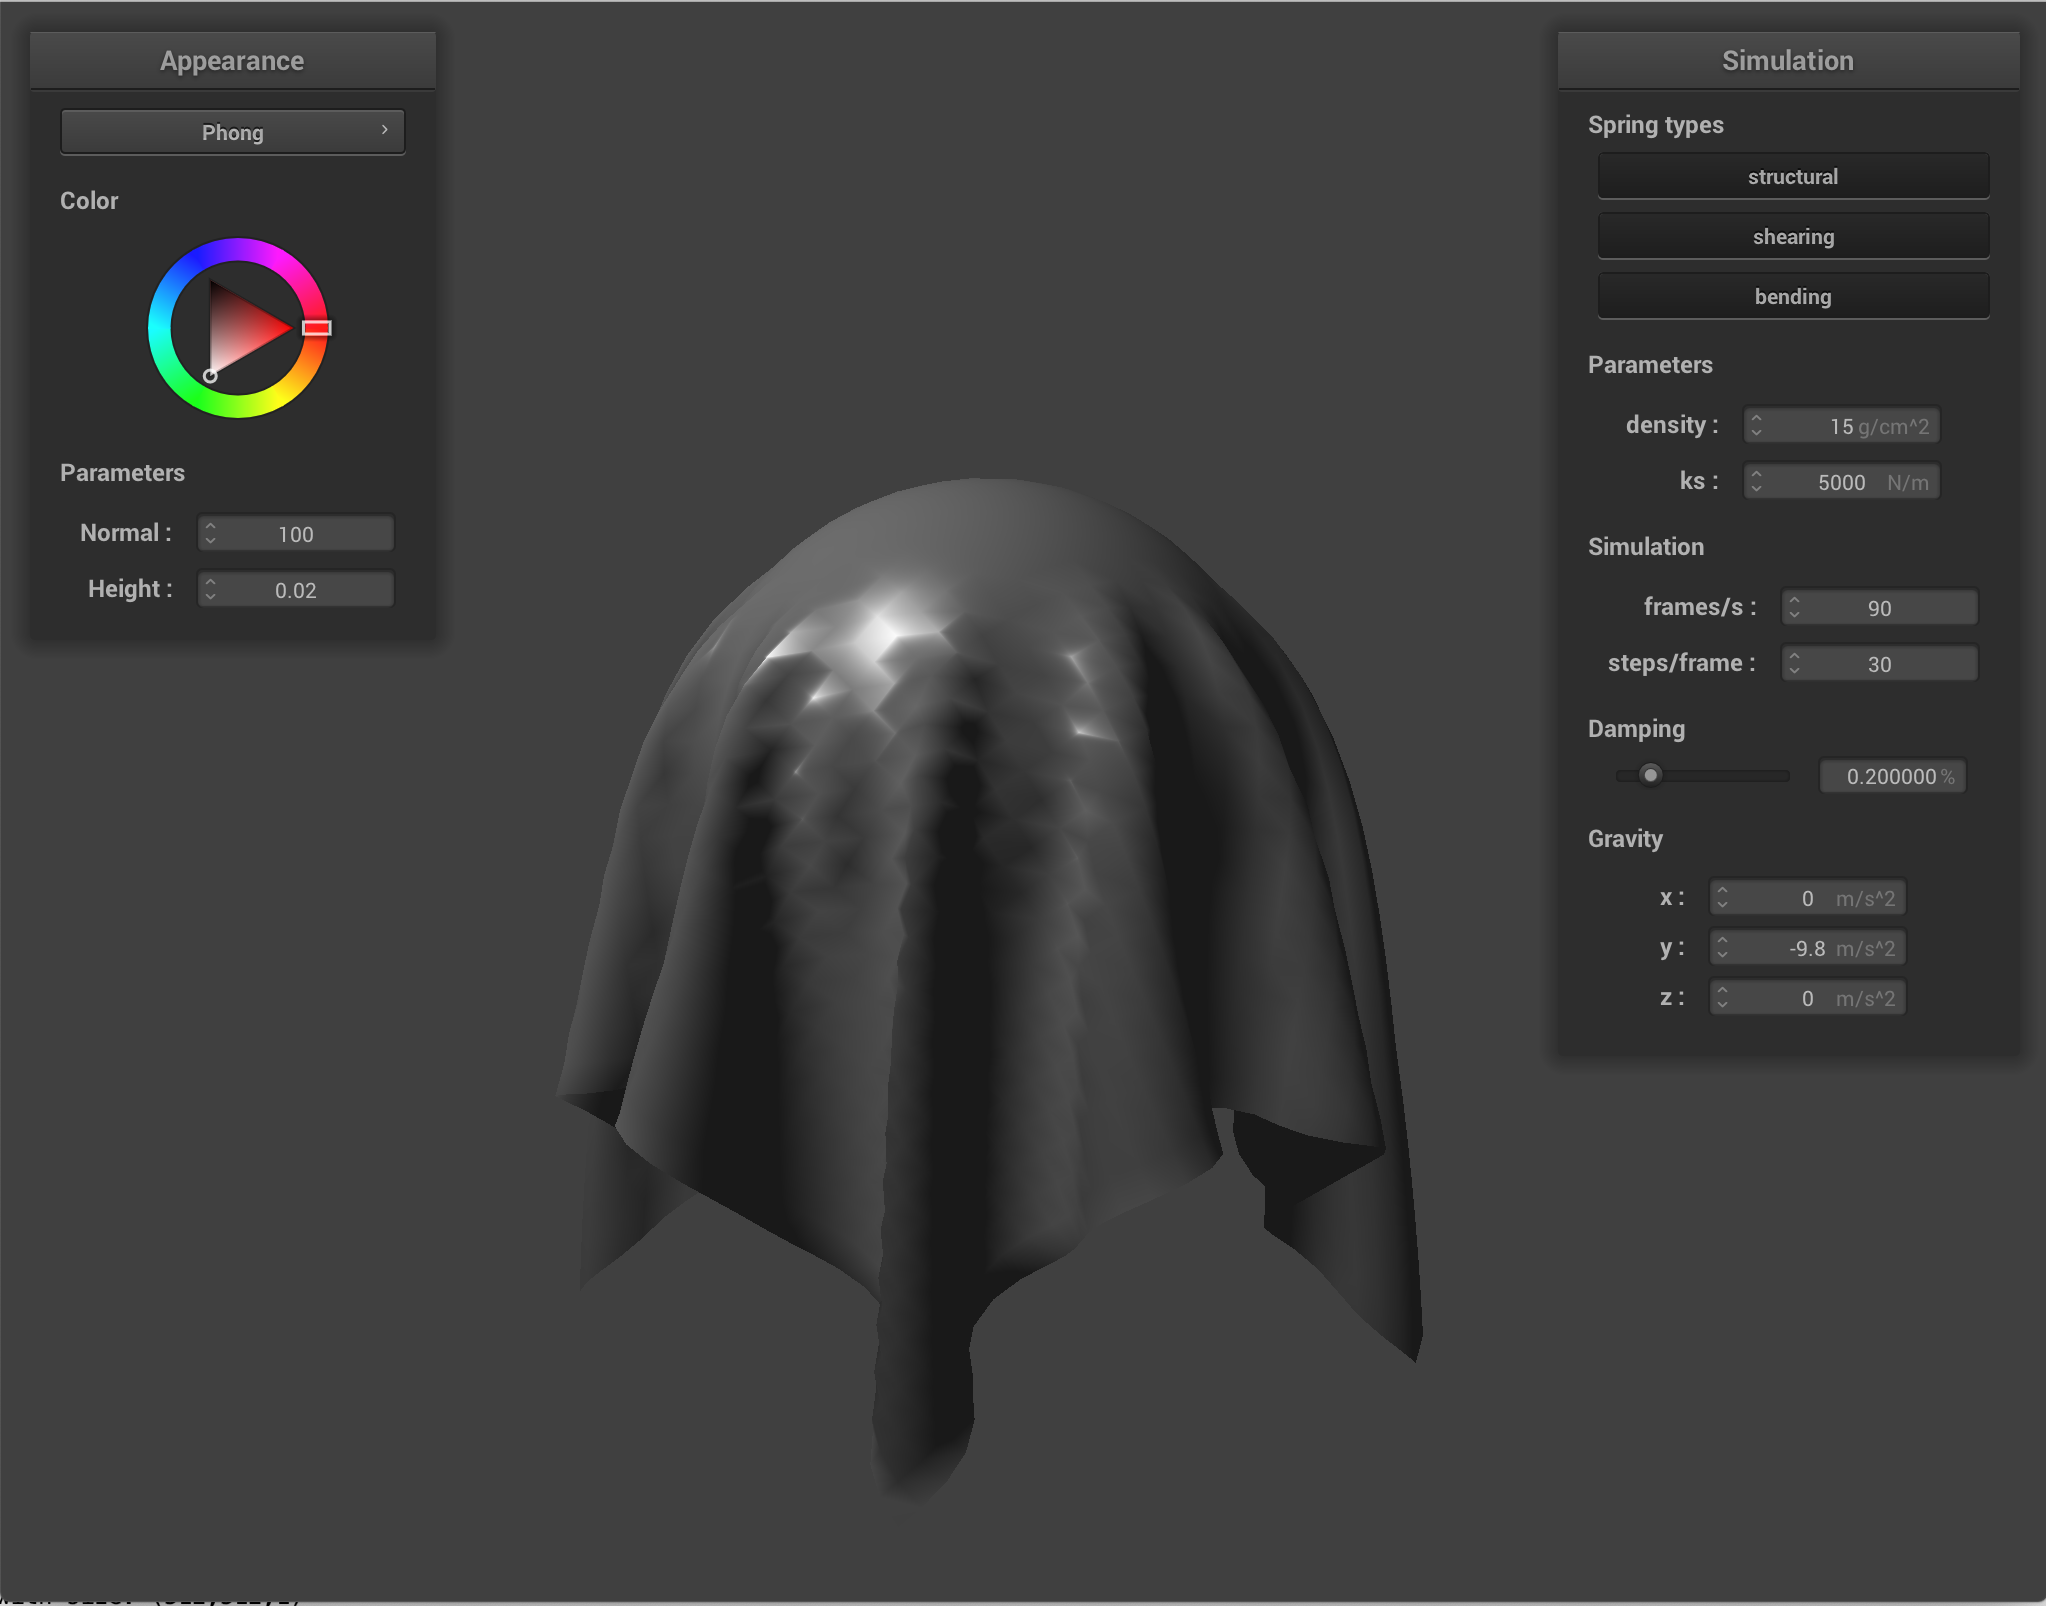 Appearance
Phong
Color
Parameters
Normal : 100
Height : 0.02
Simulation
Spring types
structural
shearing
bending
Parameters
density : 15 g/cm^2
ks : 5000 N/m
Simulation
frames/s : 90
steps/frame : 30
Damping
0.200000 %
Gravity
x : 0 m/s^2
y : -9.8 m/s^2
z : 0 m/s^2